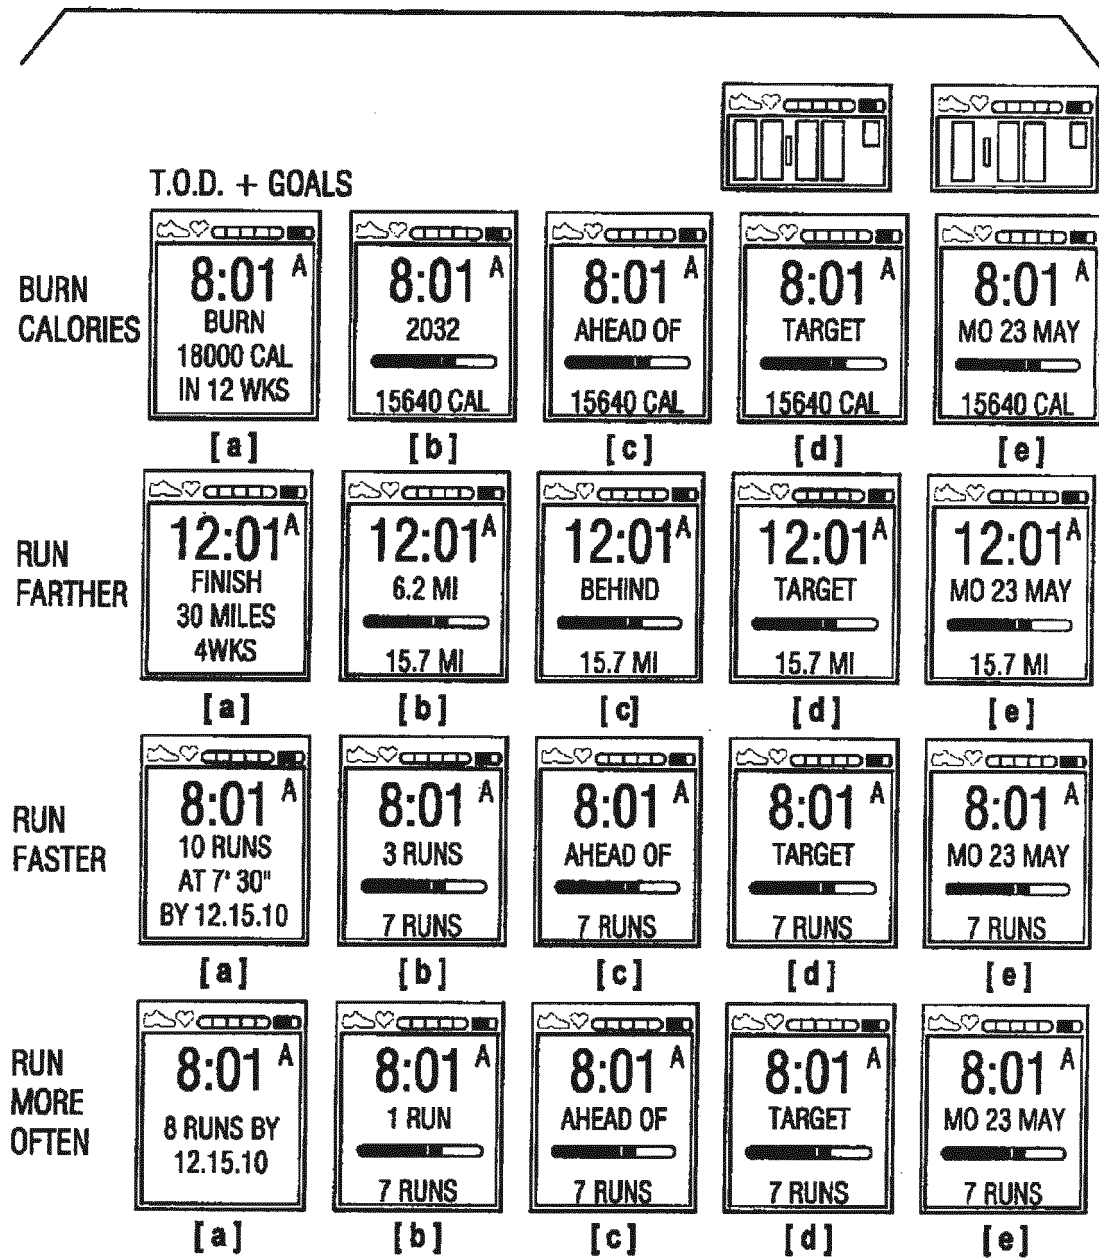 T.O.D. + GOALS
BURN
CALORIES
8:01 A
BURN
18000 CAL
IN 12 WKS
[a]
8:01 A
2032
15640 CAL
[b]
8:01 A
AHEAD OF
15640 CAL
[c]
8:01 A
TARGET
15640 CAL
[d]
8:01 A
MO 23 MAY
15640 CAL
[e]
RUN
FARTHER
12:01 A
FINISH
30 MILES
4WKS
[a]
12:01 A
6.2 MI
15.7 MI
[b]
12:01 A
BEHIND
15.7 MI
[c]
12:01 A
TARGET
15.7 MI
[d]
12:01 A
MO 23 MAY
15.7 MI
[e]
RUN
FASTER
8:01 A
10 RUNS
AT 7' 30"
BY 12.15.10
[a]
8:01 A
3 RUNS
7 RUNS
[b]
8:01 A
AHEAD OF
7 RUNS
[c]
8:01 A
TARGET
7 RUNS
[d]
8:01 A
MO 23 MAY
7 RUNS
[e]
RUN
MORE
OFTEN
8:01 A
8 RUNS BY
12.15.10
[a]
8:01 A
1 RUN
7 RUNS
[b]
8:01 A
AHEAD OF
7 RUNS
[c]
8:01 A
TARGET
7 RUNS
[d]
8:01 A
MO 23 MAY
7 RUNS
[e]